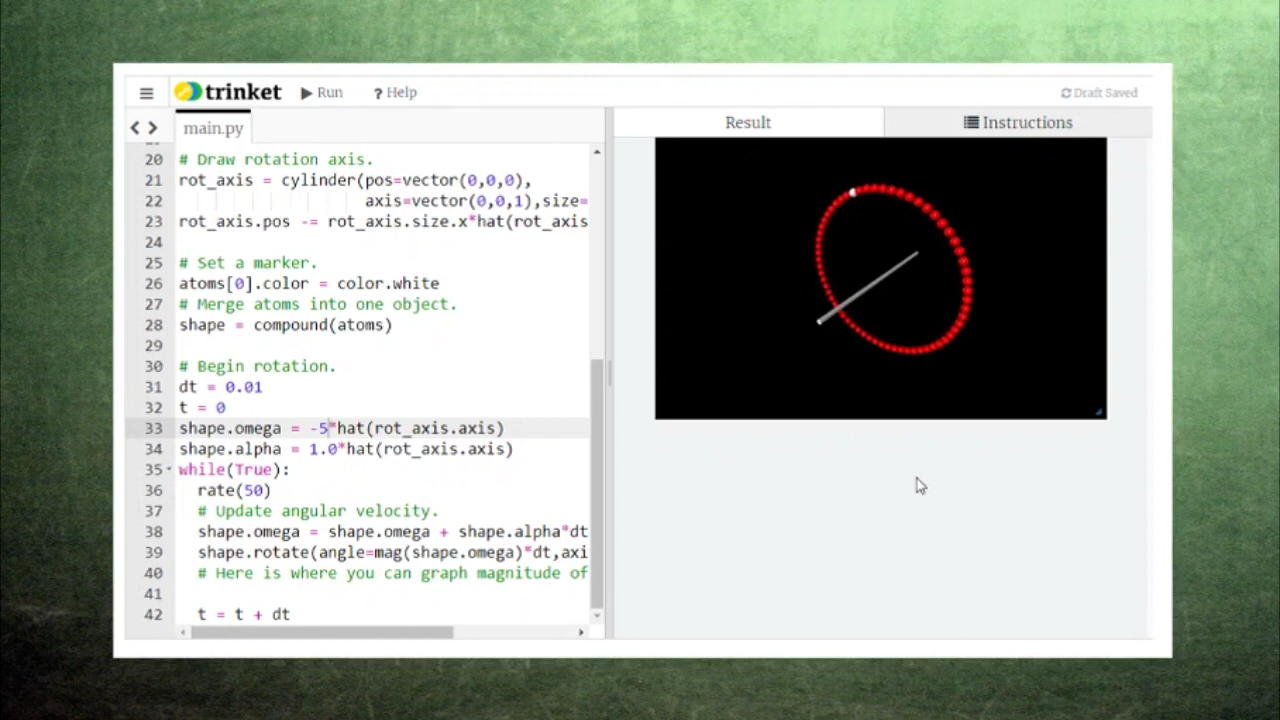 trinket Run ? Help Draft Saved
main.py Result Instructions
20 # Draw rotation axis.
21 rot_axis = cylinder(pos=vector(0,0,0),
22 axis=vector(0,0,1),size=
23 rot_axis.pos -= rot_axis.size.x*hat(rot_axis
24
25 # Set a marker.
26 atoms[0].color = color.white
27 # Merge atoms into one object.
28 shape = compound(atoms)
29
30 # Begin rotation.
31 dt = 0.01
32 t = 0
33 shape.omega = -5*hat(rot_axis.axis)
34 shape.alpha = 1.0*hat(rot_axis.axis)
35 while(True):
36 rate(50)
37 # Update angular velocity.
38 shape.omega = shape.omega + shape.alpha*dt
39 shape.rotate(angle=mag(shape.omega)*dt,axi
40 # Here is where you can graph magnitude of
41
42 t = t + dt